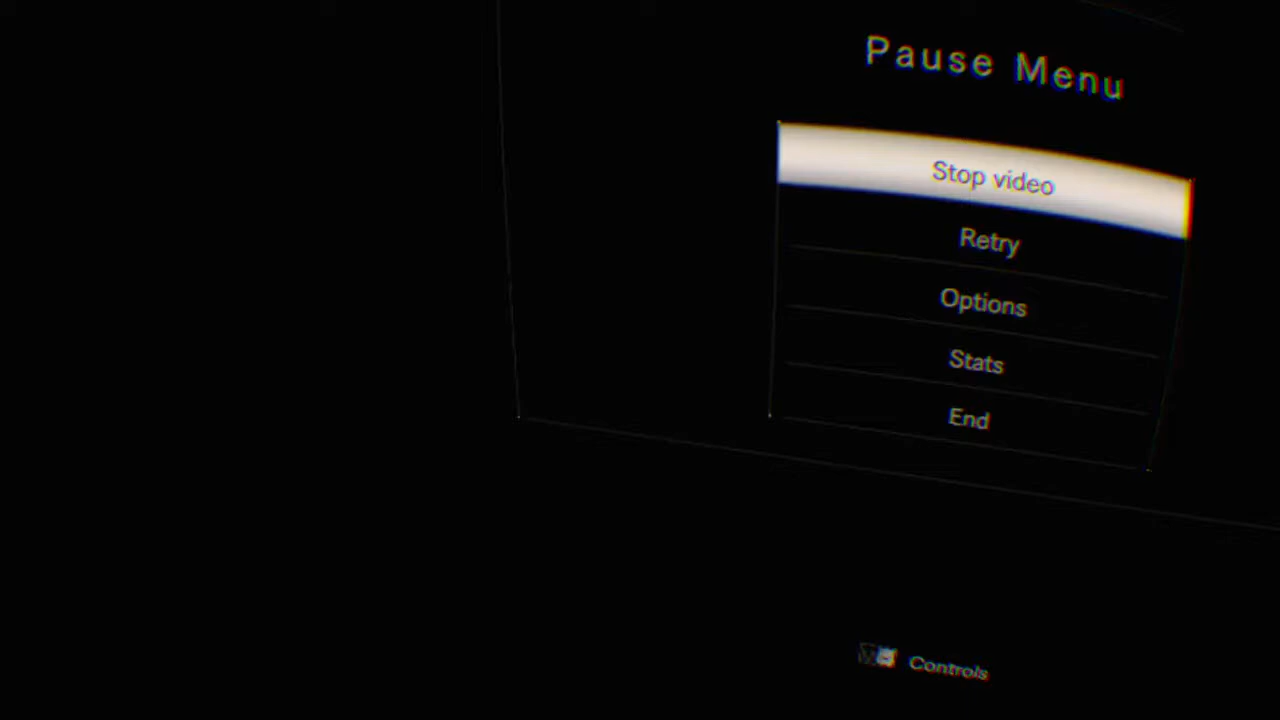 Pause Menu
Stop video
Retry
Options
Stats
End
Controls